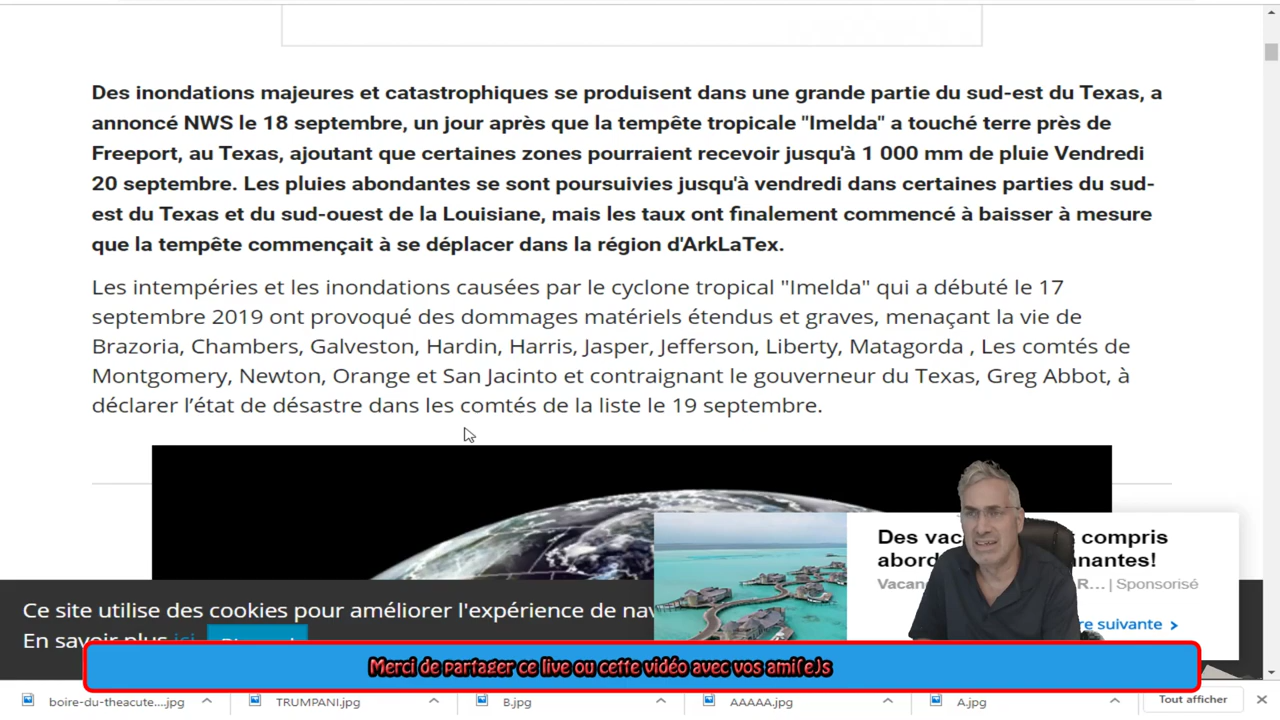 Des inondations majeures et catastrophiques se produisent dans une grande partie du sud-est du Texas, a
annoncé NWS le 18 septembre, un jour après que la tempête tropicale "Imelda" a touché terre près de
Freeport, au Texas, ajoutant que certaines zones pourraient recevoir jusqu'à 1 000 mm de pluie Vendredi
20 septembre. Les pluies abondantes se sont poursuivies jusqu'à vendredi dans certaines parties du sud-
est du Texas et du sud-ouest de la Louisiane, mais les taux ont finalement commencé à baisser à mesure
que la tempête commençait à se déplacer dans la région d'ArkLaTex.
Les intempéries et les inondations causées par le cyclone tropical "Imelda" qui a débuté le 17
septembre 2019 ont provoqué des dommages matériels étendus et graves, menaçant la vie de
Brazoria, Chambers, Galveston, Hardin, Harris, Jasper, Jefferson, Liberty, Matagorda , Les comtés de
Montgomery, Newton, Orange et San Jacinto et contraignant le gouverneur du Texas, Greg Abbot, à
déclarer l'état de désastre dans les comtés de la liste le 19 septembre.
Des vac compris
abord nantes!
Vacan R... | Sponsorisé
re suivante >
Ce site utilise des cookies pour améliorer l'expérience de nav
En savoir plus ici
Merci de partager ce live ou cette vidéo avec vos ami(e)s
boire-du-theacute....jpg
TRUMPANI.jpg
B.jpg
AAAAA.jpg
A.jpg
Tout afficher